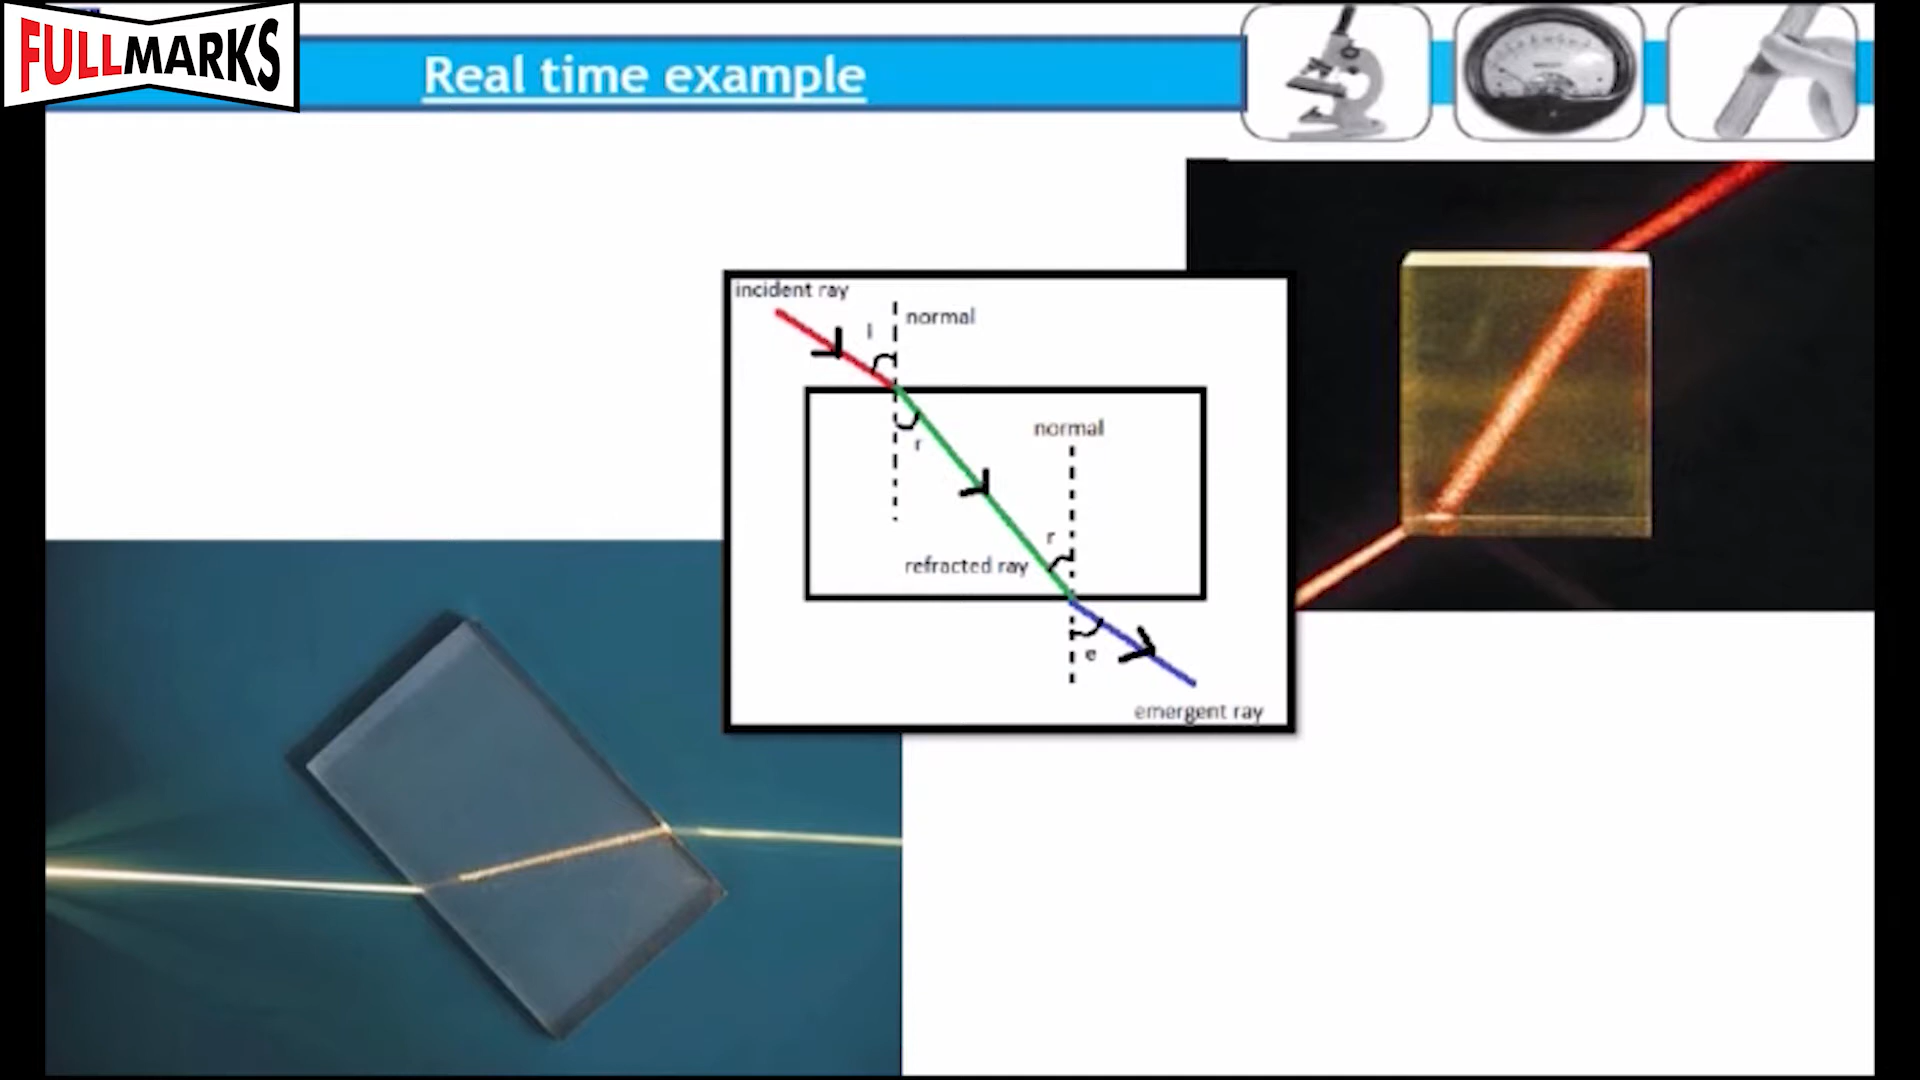 FULLMARKS
Real time example
incident ray
i
normal
r
normal
r
refracted ray
e
emergent ray